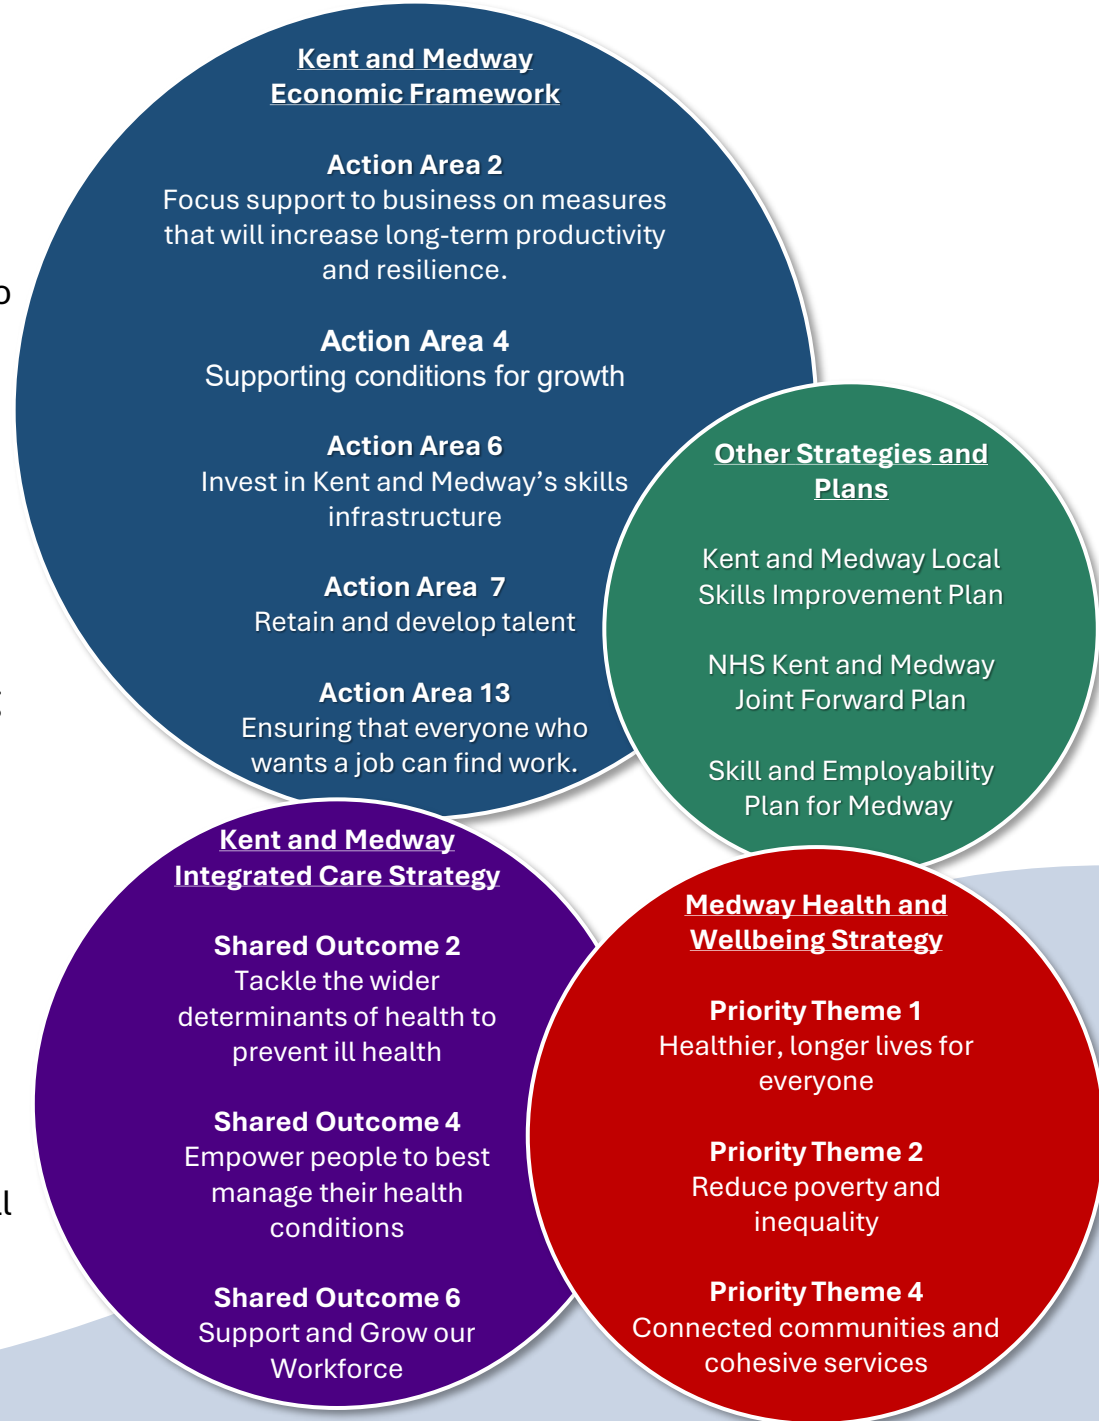 Kent and Medway
Economic Framework
Action Area 2
Focus support to business on measures
that will increase long-term productivity
and resilience.
Action Area 4
Supporting conditions for growth
Action Area 6
Invest in Kent and Medway's skills
infrastructure
Action Area 7
Retain and develop talent
Action Area 13
Ensuring that everyone who
wants a job can find work.
Other Strategies and
Plans
Kent and Medway Local
Skills Improvement Plan
NHS Kent and Medway
Joint Forward Plan
Skill and Employability
Plan for Medway
Kent and Medway
Integrated Care Strategy
Shared Outcome 2
Tackle the wider
determinants of health to
prevent ill health
Shared Outcome 4
Empower people to best
manage their health
conditions
Shared Outcome 6
Support and Grow our
Workforce
Medway Health and
Wellbeing Strategy
Priority Theme 1
Healthier, longer lives for
everyone
Priority Theme 2
Reduce poverty and
inequality
Priority Theme 4
Connected communities and
cohesive services